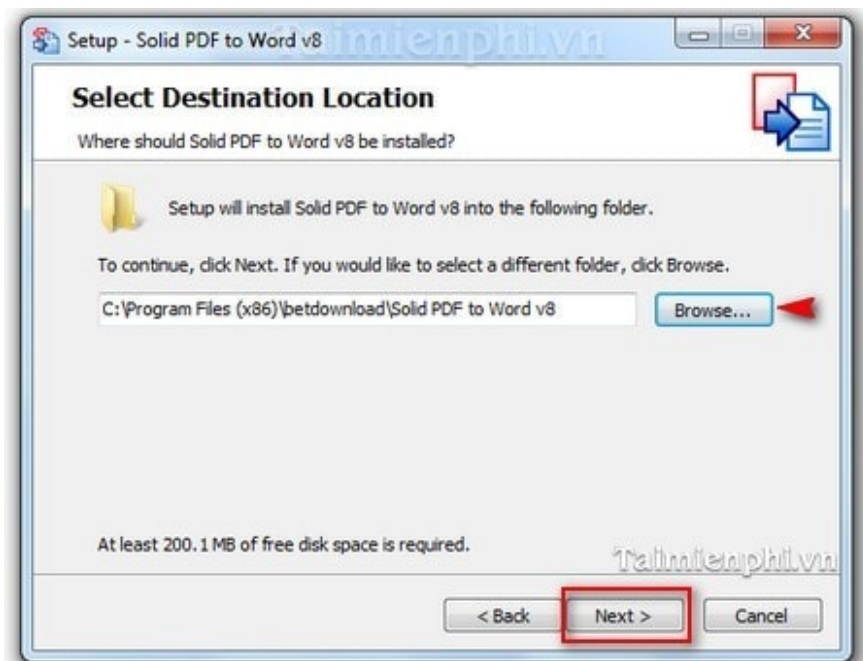 Setup - Solid PDF to Word v8
Taimienphi.vn
Select Destination Location
Where should Solid PDF to Word v8 be installed?
Setup will install Solid PDF to Word v8 into the following folder.
To continue, click Next. If you would like to select a different folder, click Browse.
C:\Program Files (x86)\betdownload\Solid PDF to Word v8
Browse...
At least 200.1 MB of free disk space is required.
Taimienphi.vn
< Back
Next >
Cancel